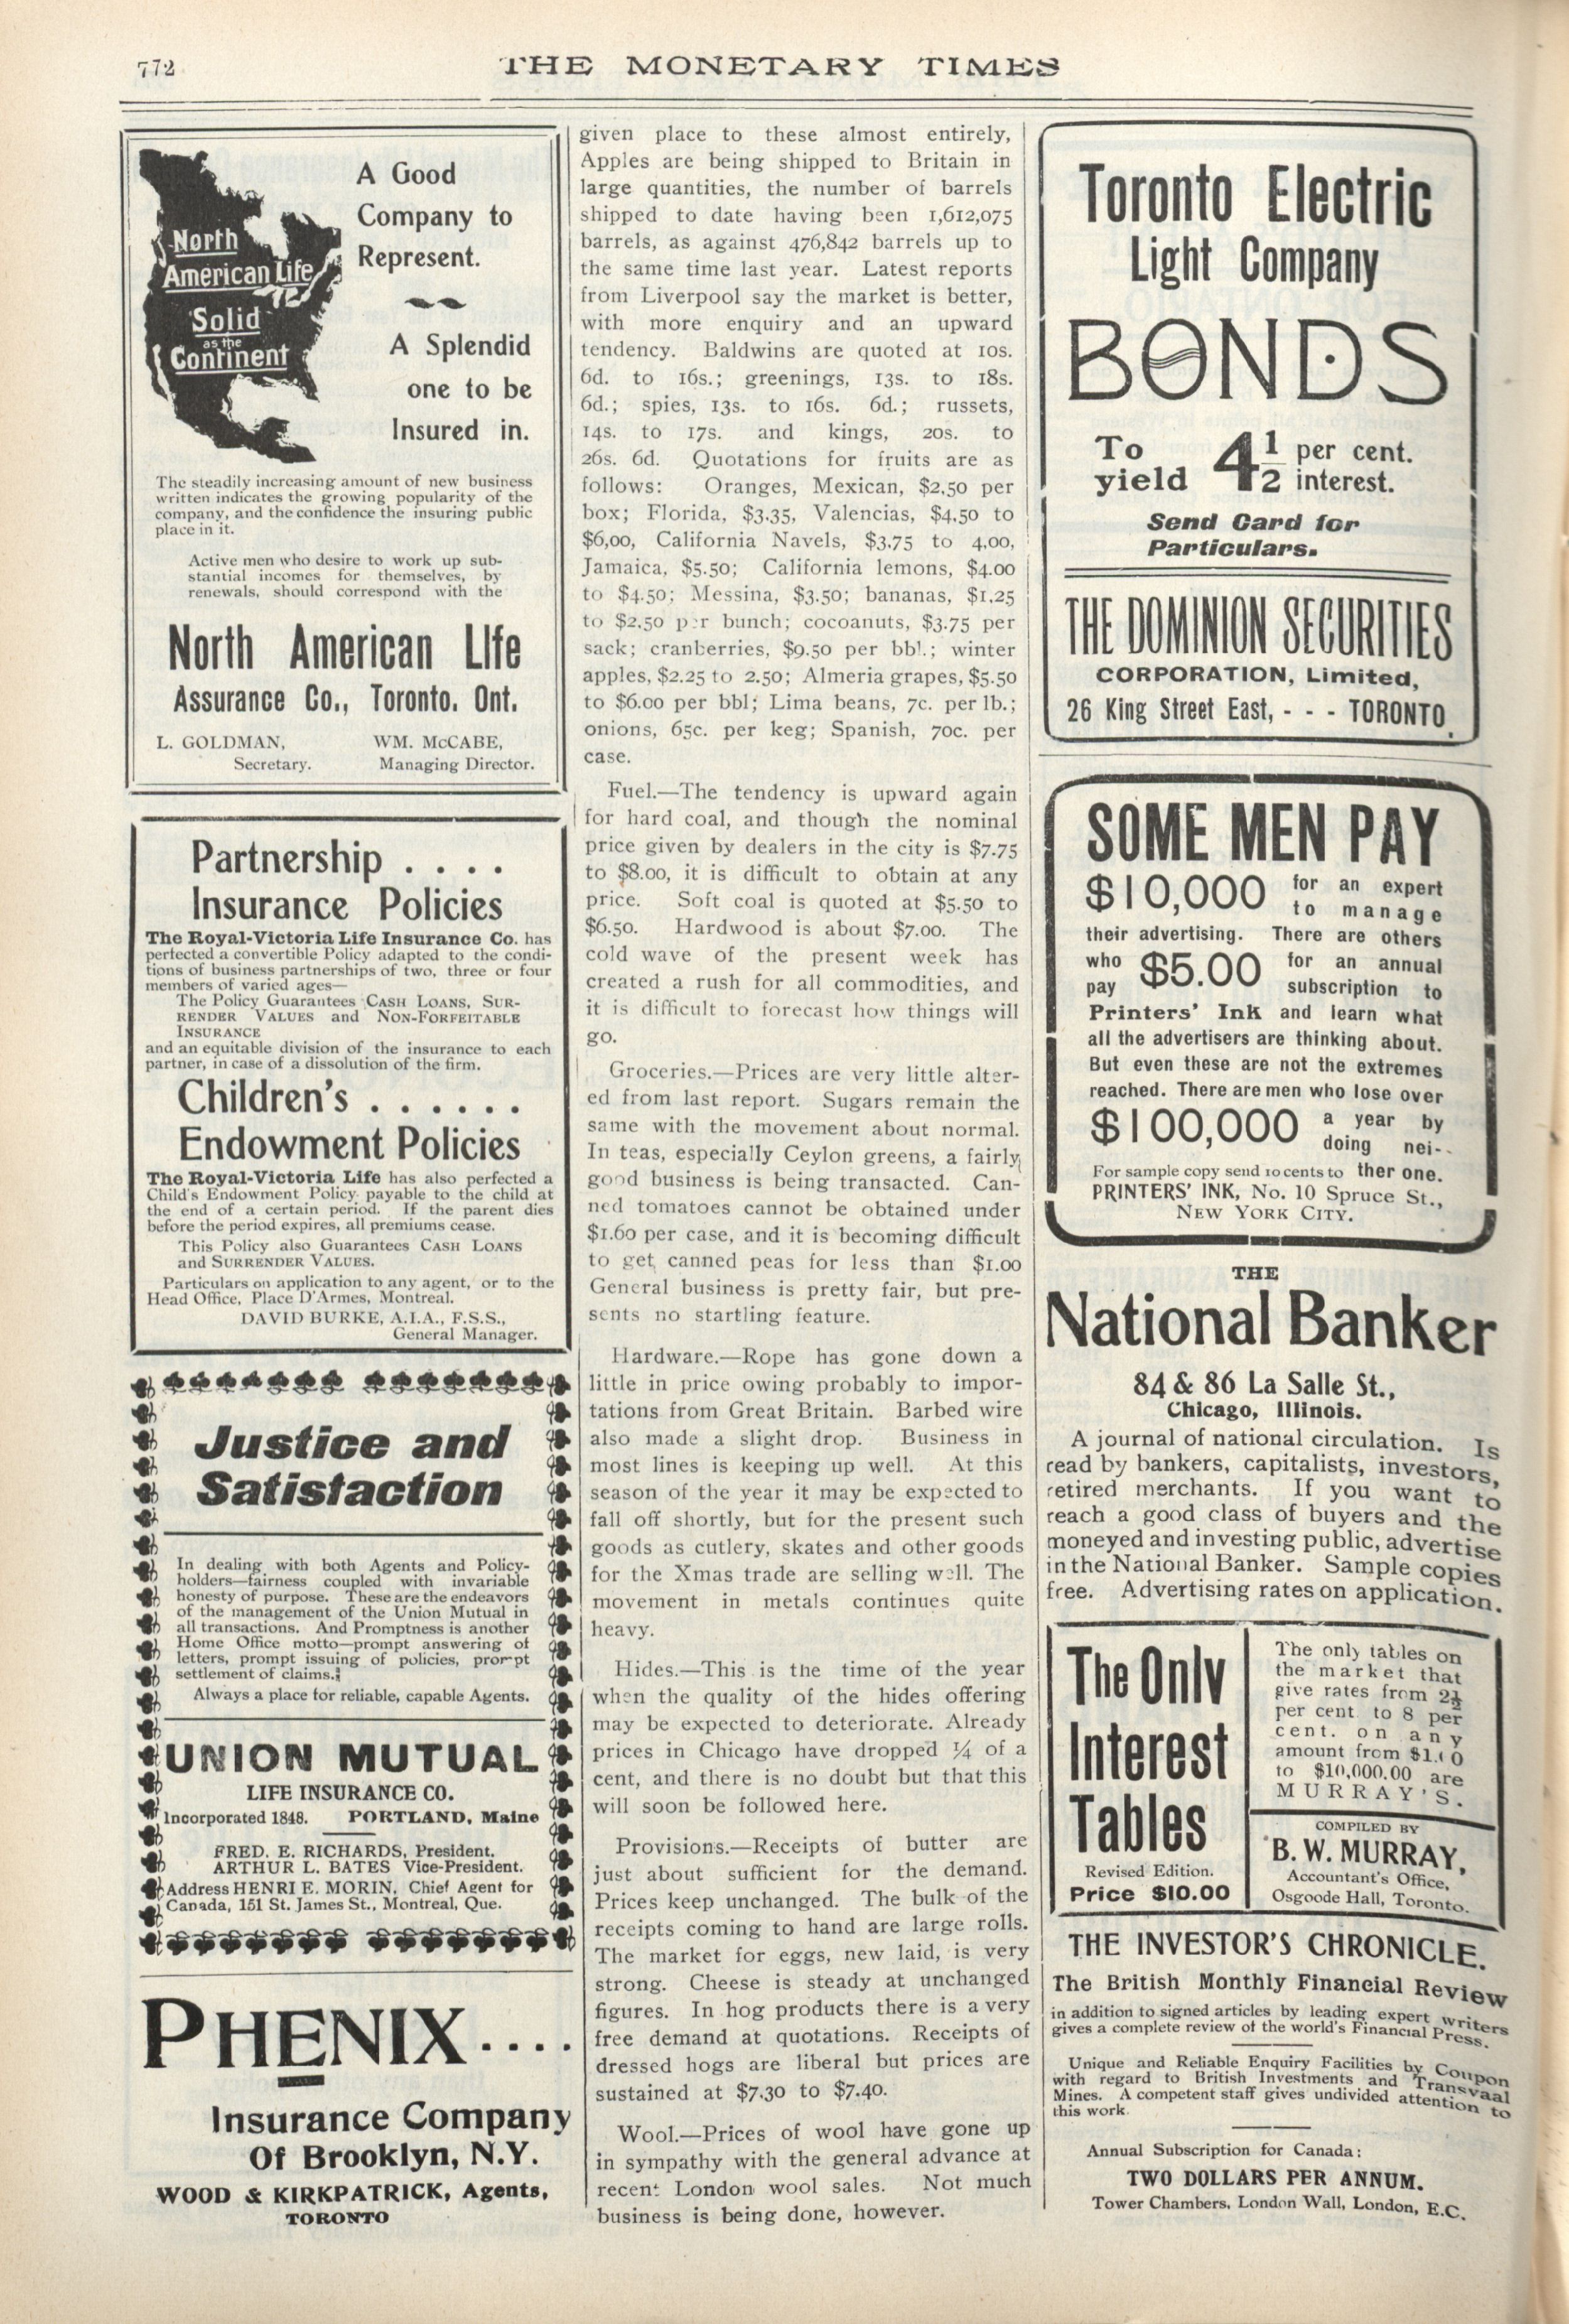 772
THE MONETARY TIMES
North
American Life
Solid
as the
Continent
A Good
Company to
Represent.
A Splendid
one to be
Insured in.
The steadily increasing amount of new business
written indicates the growing popularity of the
company, and the confidence the insuring public
place in it.
Active men who desire to work up sub-
stantial incomes for themselves, by
renewals, should correspond with the
North American LIfe
Assurance Co., Toronto. Ont.
L. GOLDMAN, WM. McCABE,
Secretary. Managing Director.
Partnership . . . .
Insurance Policies
The Royal-Victoria Life Insurance Co. has
perfected a convertible Policy adapted to the condi-
tions of business partnerships of two, three or four
members of varied ages—
The Policy Guarantees CASH LOANS, SUR-
RENDER VALUES and NON-FORFEITABLE
INSURANCE
and an equitable division of the insurance to each
partner, in case of a dissolution of the firm.
Children's . . . . . .
Endowment Policies
The Royal-Victoria Life has also perfected a
Child's Endowment Policy payable to the child at
the end of a certain period. If the parent dies
before the period expires, all premiums cease.
This Policy also Guarantees CASH LOANS
and SURRENDER VALUES.
Particulars on application to any agent, or to the
Head Office, Place D'Armes, Montreal.
DAVID BURKE, A.I.A., F.S.S.,
General Manager.
Justice and
Satisfaction
In dealing with both Agents and Policy-
holders—fairness coupled with invariable
honesty of purpose. These are the endeavors
of the management of the Union Mutual in
all transactions. And Promptness is another
Home Office motto—prompt answering of
letters, prompt issuing of policies, prompt
settlement of claims.
Always a place for reliable, capable Agents.
UNION MUTUAL
LIFE INSURANCE CO.
Incorporated 1848. PORTLAND, Maine
FRED. E. RICHARDS, President.
ARTHUR L. BATES Vice-President.
Address HENRI E. MORIN, Chief Agent for
Canada, 151 St. James St., Montreal, Que.
PHENIX....
Insurance Company
Of Brooklyn, N.Y.
WOOD & KIRKPATRICK, Agents,
TORONTO
given place to these almost entirely,
Apples are being shipped to Britain in
large quantities, the number of barrels
shipped to date having been 1,612,075
barrels, as against 476,842 barrels up to
the same time last year. Latest reports
from Liverpool say the market is better,
with more enquiry and an upward
tendency. Baldwins are quoted at 10s.
6d. to 16s.; greenings, 13s. to 18s.
6d.; spies, 13s. to 16s. 6d.; russets,
14s. to 17s. and kings, 20s. to
26s. 6d. Quotations for fruits are as
follows: Oranges, Mexican, $2.50 per
box; Florida, $3.35, Valencias, $4.50 to
$6,00, California Navels, $3.75 to 4.00,
Jamaica, $5.50; California lemons, $4.00
to $4.50; Messina, $3.50; bananas, $1.25
to $2.50 per bunch; cocoanuts, $3.75 per
sack; cranberries, $9.50 per bbl.; winter
apples, $2.25 to 2.50; Almeria grapes, $5.50
to $6.00 per bbl; Lima beans, 7c. per lb.;
onions, 65c. per keg; Spanish, 70c. per
case.
Fuel.—The tendency is upward again
for hard coal, and though the nominal
price given by dealers in the city is $7.75
to $8.00, it is difficult to obtain at any
price. Soft coal is quoted at $5.50 to
$6.50. Hardwood is about $7.00. The
cold wave of the present week has
created a rush for all commodities, and
it is difficult to forecast how things will
go.
Groceries.—Prices are very little alter-
ed from last report. Sugars remain the
same with the movement about normal.
In teas, especially Ceylon greens, a fairly
good business is being transacted. Can-
ned tomatoes cannot be obtained under
$1.60 per case, and it is becoming difficult
to get canned peas for less than $1.00
General business is pretty fair, but pre-
sents no startling feature.
Hardware.—Rope has gone down a
little in price owing probably to impor-
tations from Great Britain. Barbed wire
also made a slight drop. Business in
most lines is keeping up well. At this
season of the year it may be expected to
fall off shortly, but for the present such
goods as cutlery, skates and other goods
for the Xmas trade are selling well. The
movement in metals continues quite
heavy.
Hides.—This is the time of the year
when the quality of the hides offering
may be expected to deteriorate. Already
prices in Chicago have dropped ¼ of a
cent, and there is no doubt but that this
will soon be followed here.
Provisions.—Receipts of butter are
just about sufficient for the demand.
Prices keep unchanged. The bulk of the
receipts coming to hand are large rolls.
The market for eggs, new laid, is very
strong. Cheese is steady at unchanged
figures. In hog products there is a very
free demand at quotations. Receipts of
dressed hogs are liberal but prices are
sustained at $7.30 to $7.40.
Wool.—Prices of wool have gone up
in sympathy with the general advance at
recent London wool sales. Not much
business is being done, however.
Toronto Electric
Light Company
BONDS
To yield 4½ per cent. interest.
Send Card for
Particulars.
THE DOMINION SECURITIES
CORPORATION, Limited,
26 King Street East, - - - TORONTO
SOME MEN PAY
$10,000 for an expert
to manage
their advertising. There are others
who pay $5.00 for an annual
subscription to
Printers' Ink and learn what
all the advertisers are thinking about.
But even these are not the extremes
reached. There are men who lose over
$100,000 a year by
doing nei-
For sample copy send 10 cents to ther one.
PRINTERS' INK, No. 10 Spruce St.,
NEW YORK CITY.
THE
National Banker
84 & 86 La Salle St.,
Chicago, Illinois.
A journal of national circulation. Is
read by bankers, capitalists, investors,
retired merchants. If you want to
reach a good class of buyers and the
moneyed and investing public, advertise
in the National Banker. Sample copies
free. Advertising rates on application.
The Only
Interest
Tables
Revised Edition.
Price $10.00
The only tables on
the market that
give rates from 2½
per cent. to 8 per
cent. on any
amount from $1.00
to $10,000.00 are
MURRAY'S.
COMPILED BY
B. W. MURRAY,
Accountant's Office,
Osgoode Hall, Toronto.
THE INVESTOR'S CHRONICLE.
The British Monthly Financial Review
in addition to signed articles by leading expert writers
gives a complete review of the world's Financial Press.
Unique and Reliable Enquiry Facilities by Coupon
with regard to British Investments and Transvaal
Mines. A competent staff gives undivided attention to
this work.
Annual Subscription for Canada:
TWO DOLLARS PER ANNUM.
Tower Chambers, London Wall, London, E.C.